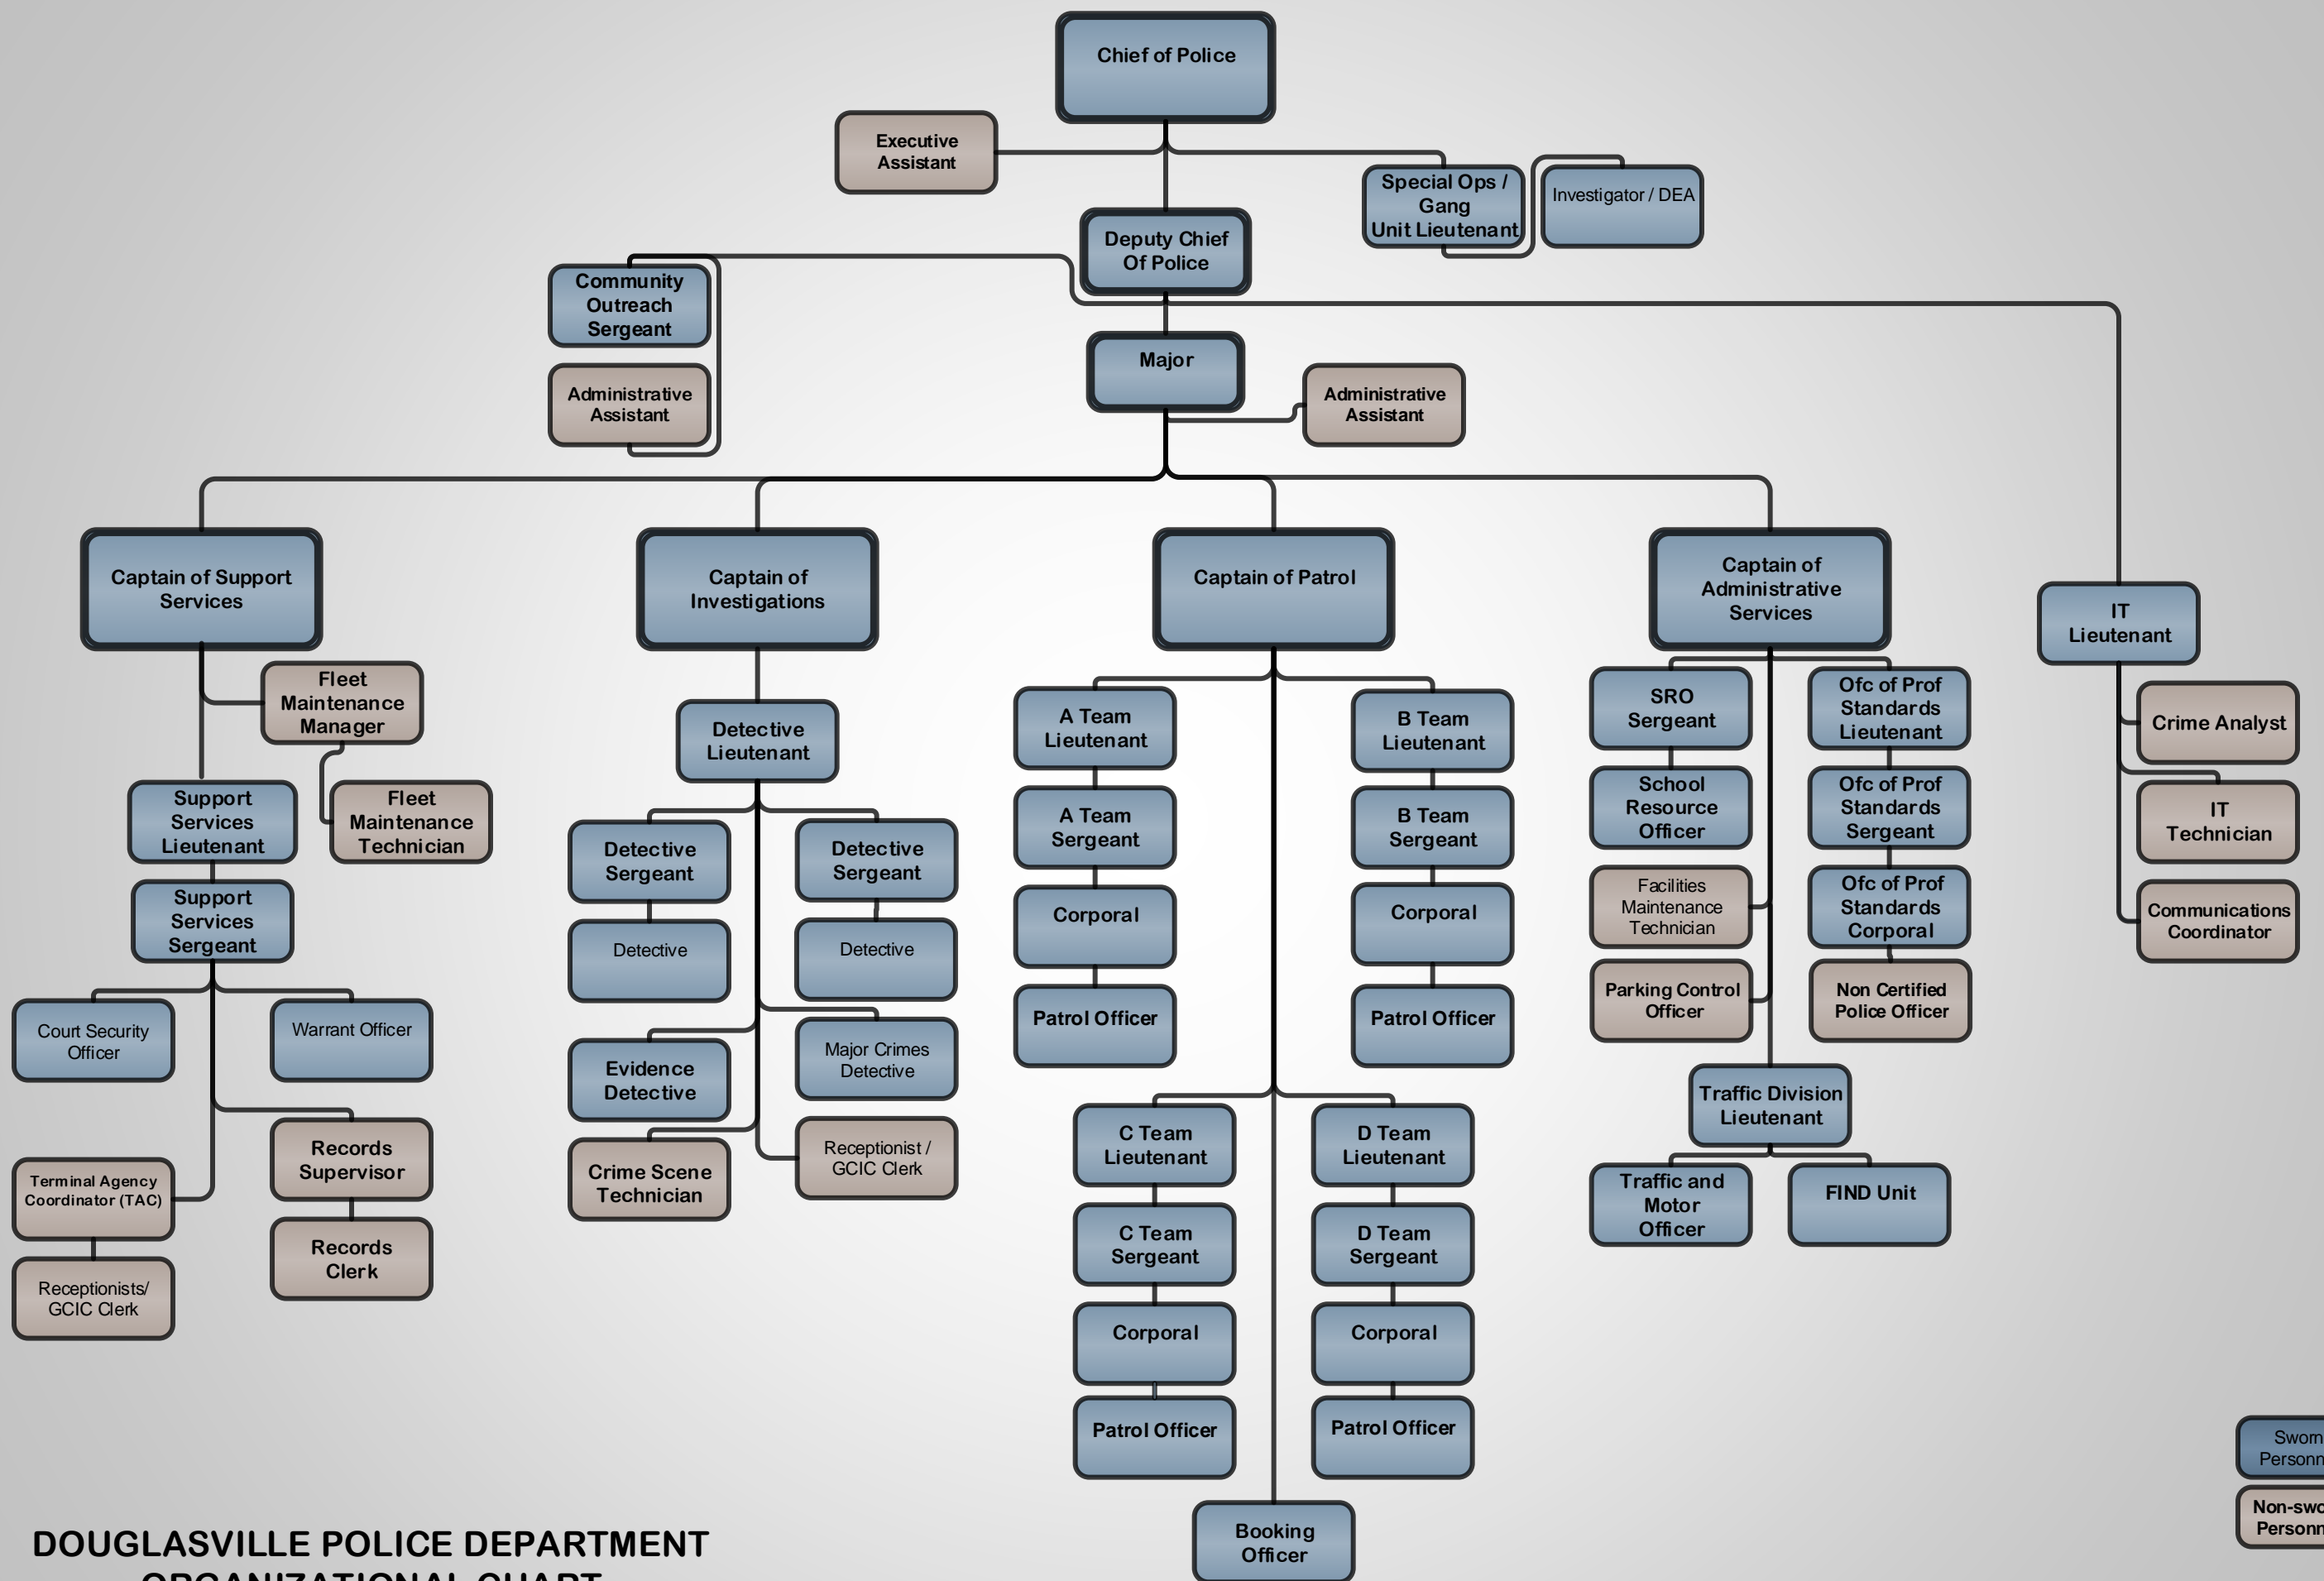 Chief of Police
Executive
Assistant
Special Ops /
Gang
Unit Lieutenant
Investigator / DEA
Deputy Chief
Of Police
Community
Outreach
Sergeant
Major
Administrative
Assistant
Administrative
Assistant
Captain of Support
Services
Captain of
Investigations
Captain of Patrol
Captain of
Administrative
Services
IT
Lieutenant
Fleet
Maintenance
Manager
Fleet
Maintenance
Technician
Support
Services
Lieutenant
Support
Services
Sergeant
Court Security
Officer
Warrant Officer
Records
Supervisor
Records
Clerk
Terminal Agency
Coordinator (TAC)
Receptionists/
GCIC Clerk
Detective
Lieutenant
Detective
Sergeant
Detective
Detective
Sergeant
Detective
Evidence
Detective
Major Crimes
Detective
Crime Scene
Technician
Receptionist /
GCIC Clerk
A Team
Lieutenant
A Team
Sergeant
Corporal
Patrol Officer
B Team
Lieutenant
B Team
Sergeant
Corporal
Patrol Officer
C Team
Lieutenant
C Team
Sergeant
Corporal
Patrol Officer
D Team
Lieutenant
D Team
Sergeant
Corporal
Patrol Officer
Booking
Officer
SRO
Sergeant
School
Resource
Officer
Facilities
Maintenance
Technician
Parking Control
Officer
Ofc of Prof
Standards
Lieutenant
Ofc of Prof
Standards
Sergeant
Ofc of Prof
Standards
Corporal
Non Certified
Police Officer
Traffic Division
Lieutenant
Traffic and
Motor
Officer
FIND Unit
Crime Analyst
IT
Technician
Communications
Coordinator
Sworn
Personn
Non-swo
Personn
DOUGLASVILLE POLICE DEPARTMENT
ORGANIZATIONAL CHART